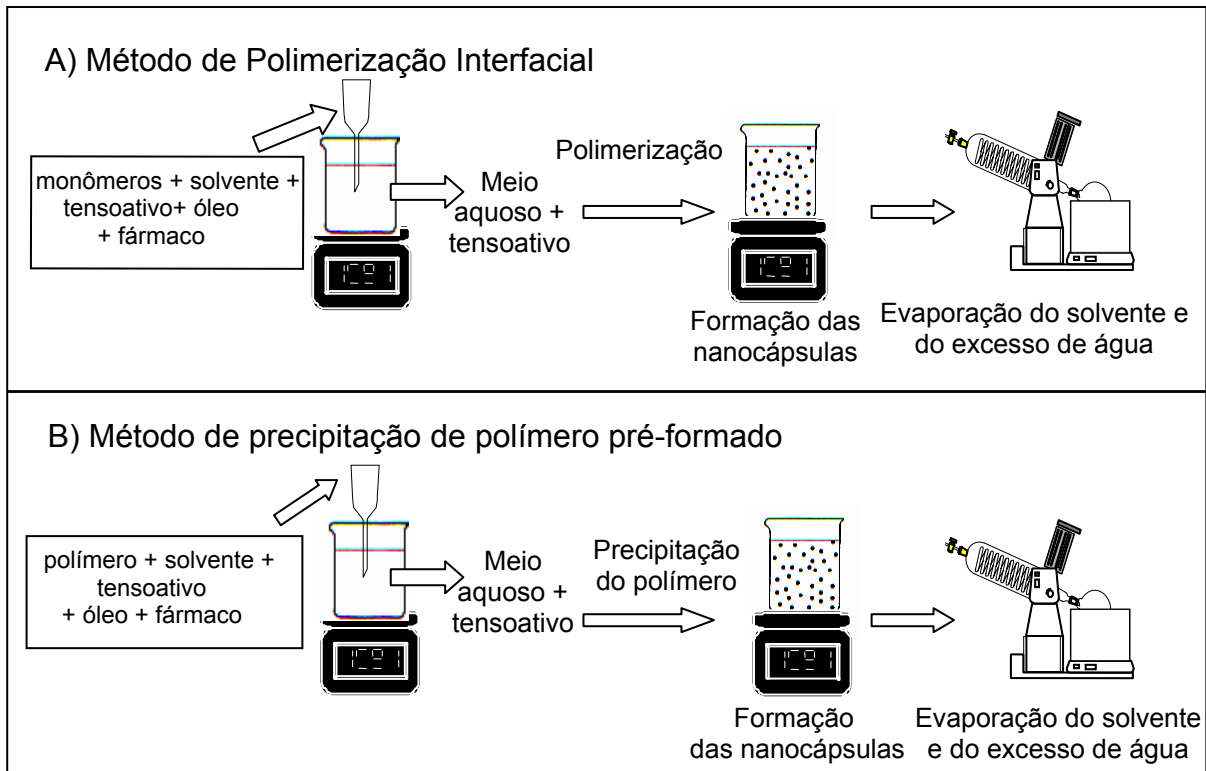 A) Método de Polimerização Interfacial
monômeros + solvente +
tensoativo+ óleo
+ fármaco
Meio
aquoso +
tensoativo
Polimerização
Formação das
nanocápsulas
Evaporação do solvente e
do excesso de água
B) Método de precipitação de polímero pré-formado
polímero + solvente +
tensoativo
+ óleo + fármaco
Meio
aquoso +
tensoativo
Precipitação
do polímero
Formação
das nanocápsulas
Evaporação do solvente
e do excesso de água